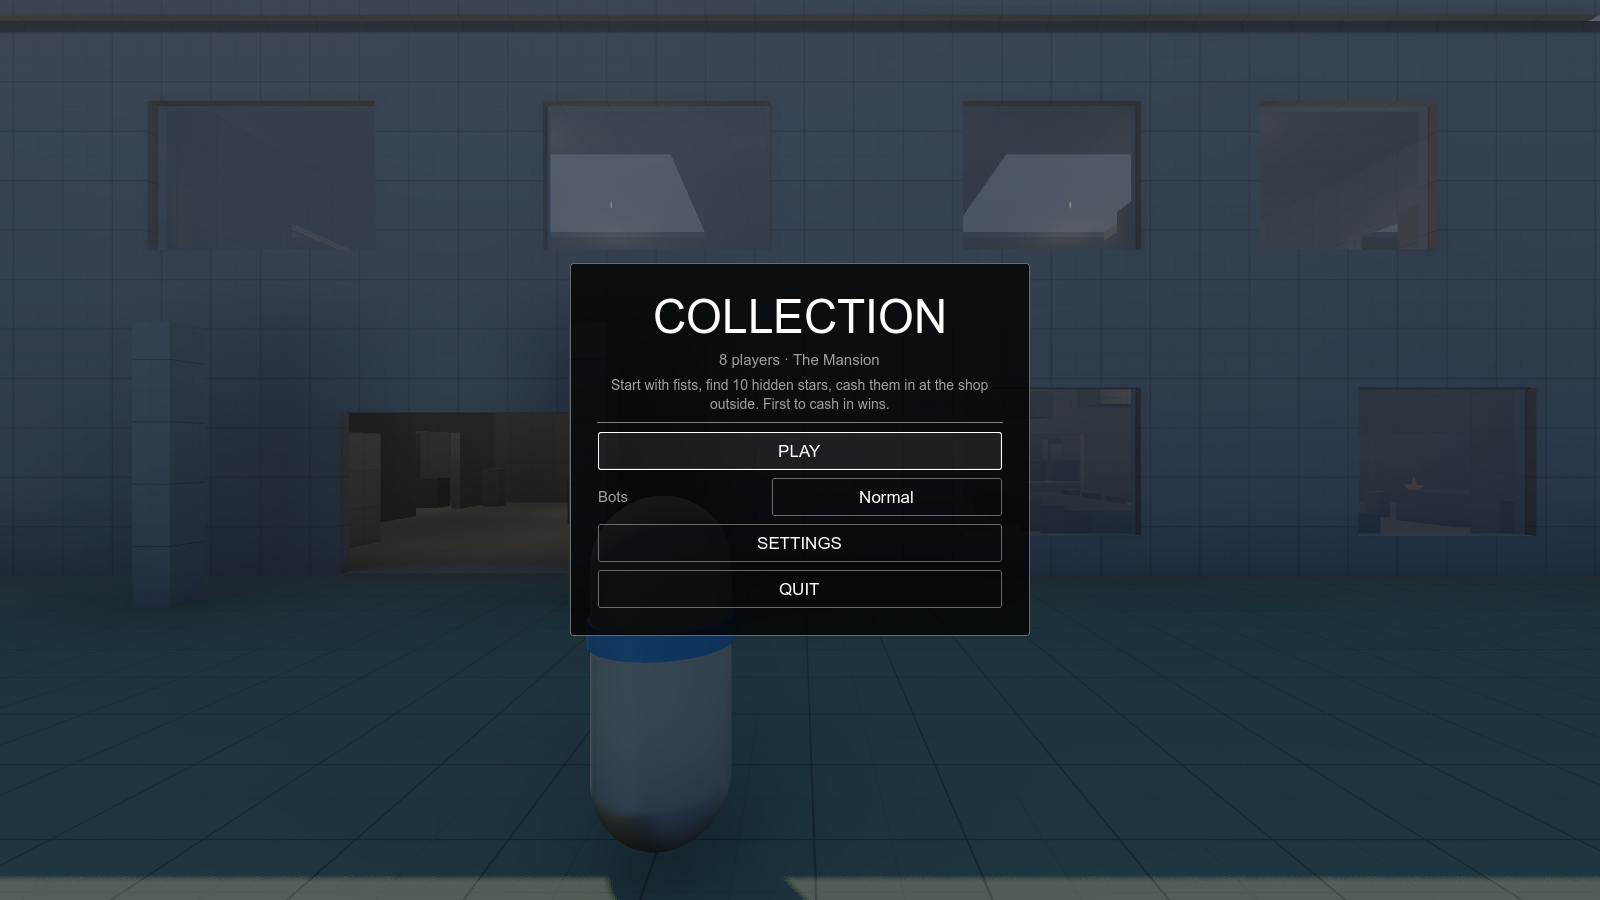 COLLECTION
8 players · The Mansion
Start with fists, find 10 hidden stars, cash them in at the shop
outside. First to cash in wins.
PLAY
Bots
Normal
SETTINGS
QUIT